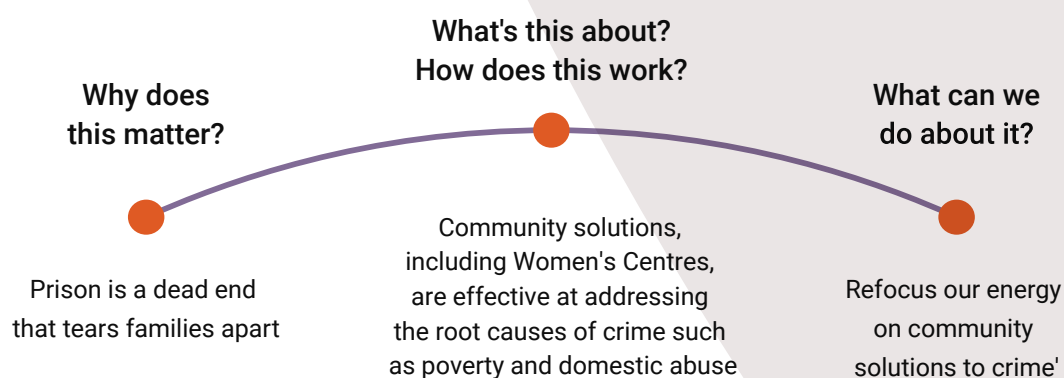 Why does
this matter?
Prison is a dead end
that tears families apart
What's this about?
How does this work?
Community solutions,
including Women's Centres,
are effective at addressing
the root causes of crime such
as poverty and domestic abuse
What can we
do about it?
Refocus our energy
on community
solutions to crime'